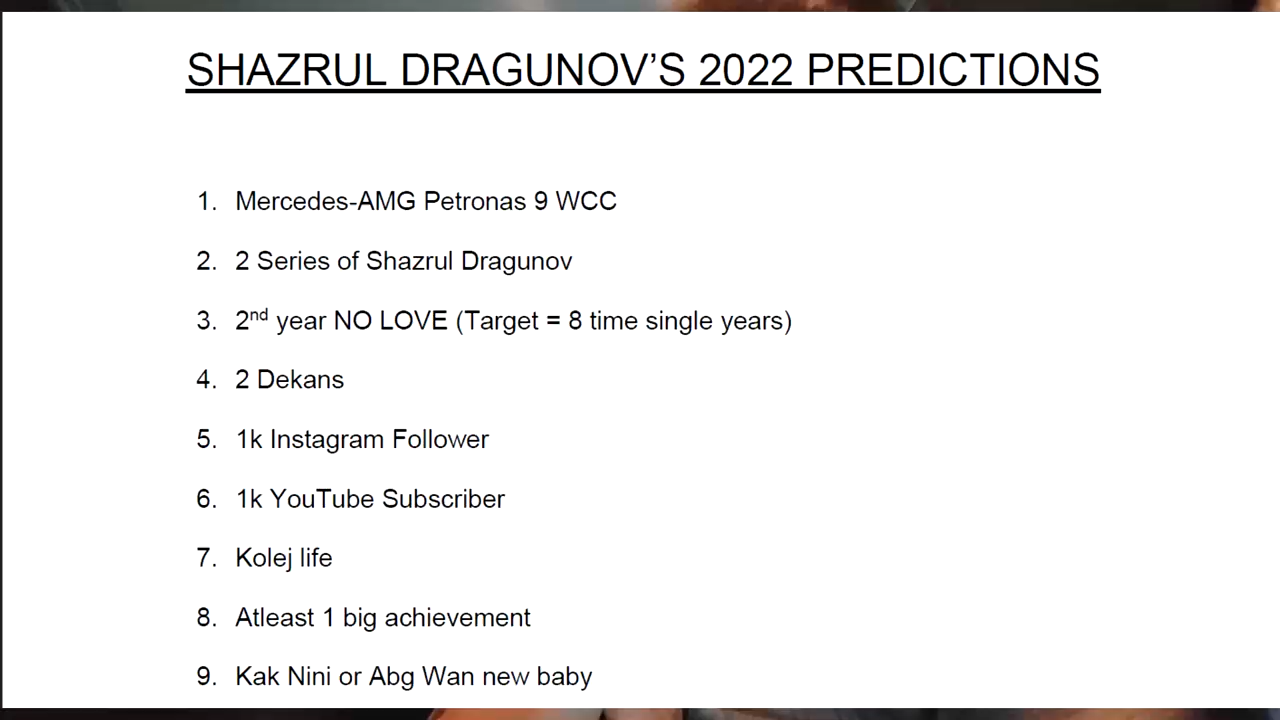 SHAZRUL DRAGUNOV’S 2022 PREDICTIONS
1. Mercedes-AMG Petronas 9 WCC
2. 2 Series of Shazrul Dragunov
3. 2nd year NO LOVE (Target = 8 time single years)
4. 2 Dekans
5. 1k Instagram Follower
6. 1k YouTube Subscriber
7. Kolej life
8. Atleast 1 big achievement
9. Kak Nini or Abg Wan new baby